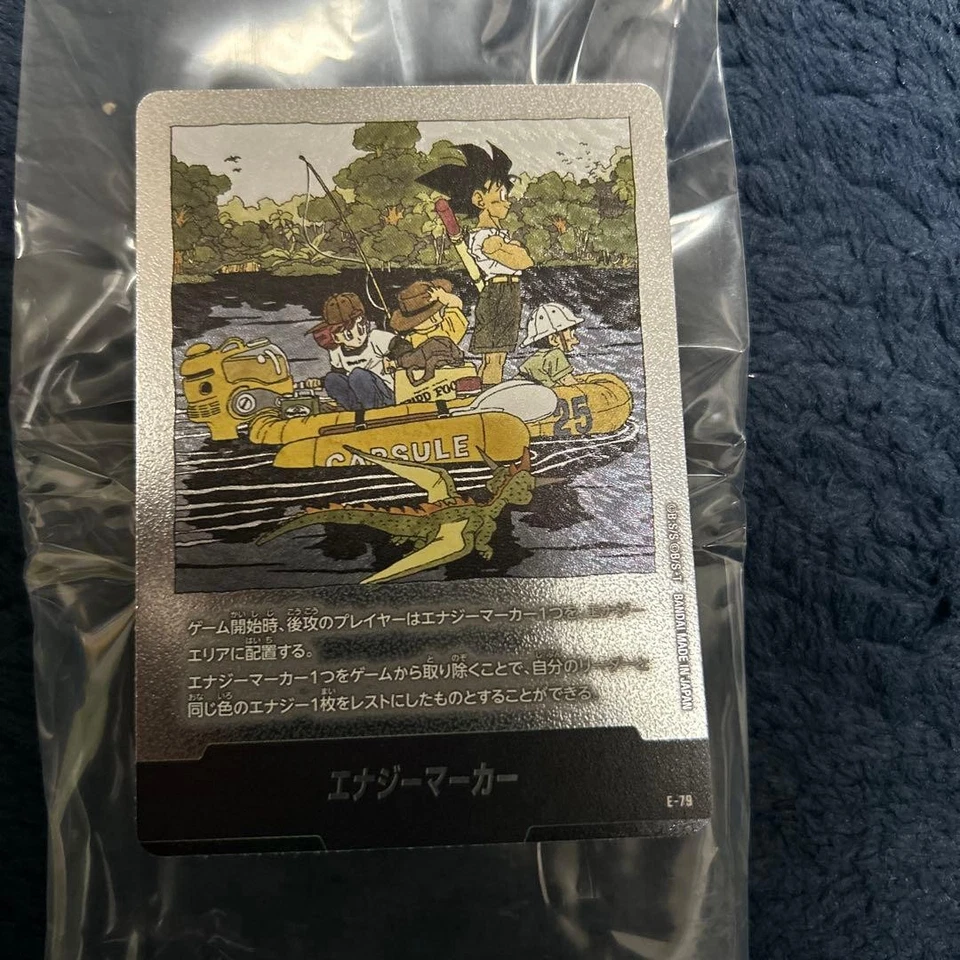 CAPSULE
25
ゲーム開始時、後攻のプレイヤーはエナジーマーカー1つを、エナジー
エリアに配置する。
エナジーマーカー1つをゲームから取り除くことで、自分のリーダーと
同じ色のエナジー1枚をレストにしたものとすることができる。
エナジーマーカー
E-79
BANDAI MADE IN JAPAN